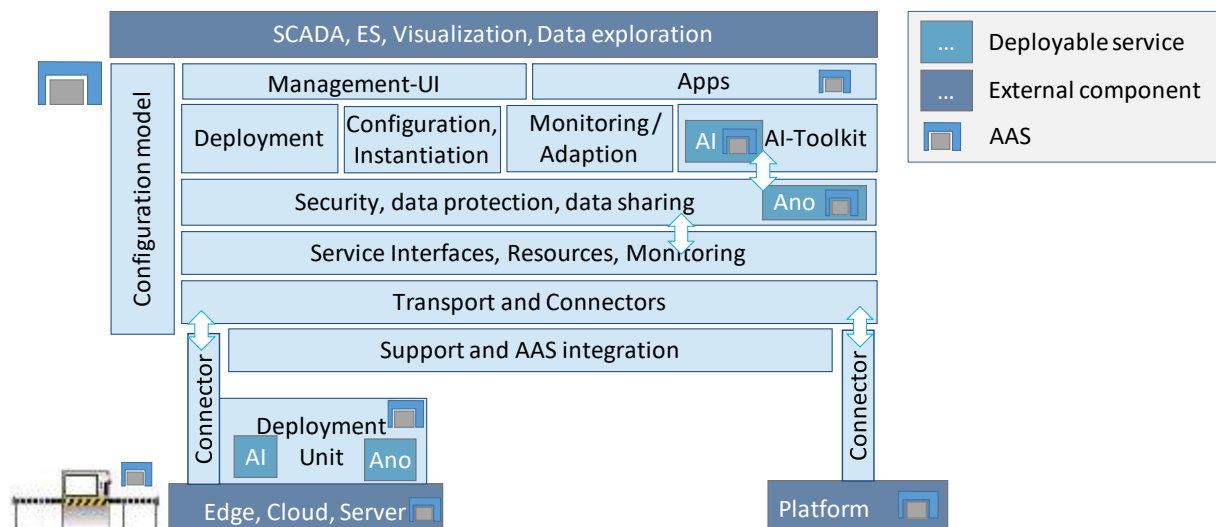 SCADA, ES, Visualization, Data exploration
... Deployable service
... External component
AAS
Configuration model
Management-UI
Apps
Deployment
Configuration,
Instantiation
Monitoring/
Adaption
AI
AI-Toolkit
Security, data protection, data sharing
Ano
Service Interfaces, Resources, Monitoring
Transport and Connectors
Support and AAS integration
Connector
Connector
Deployment
Unit
AI
Ano
Edge, Cloud, Server
Platform